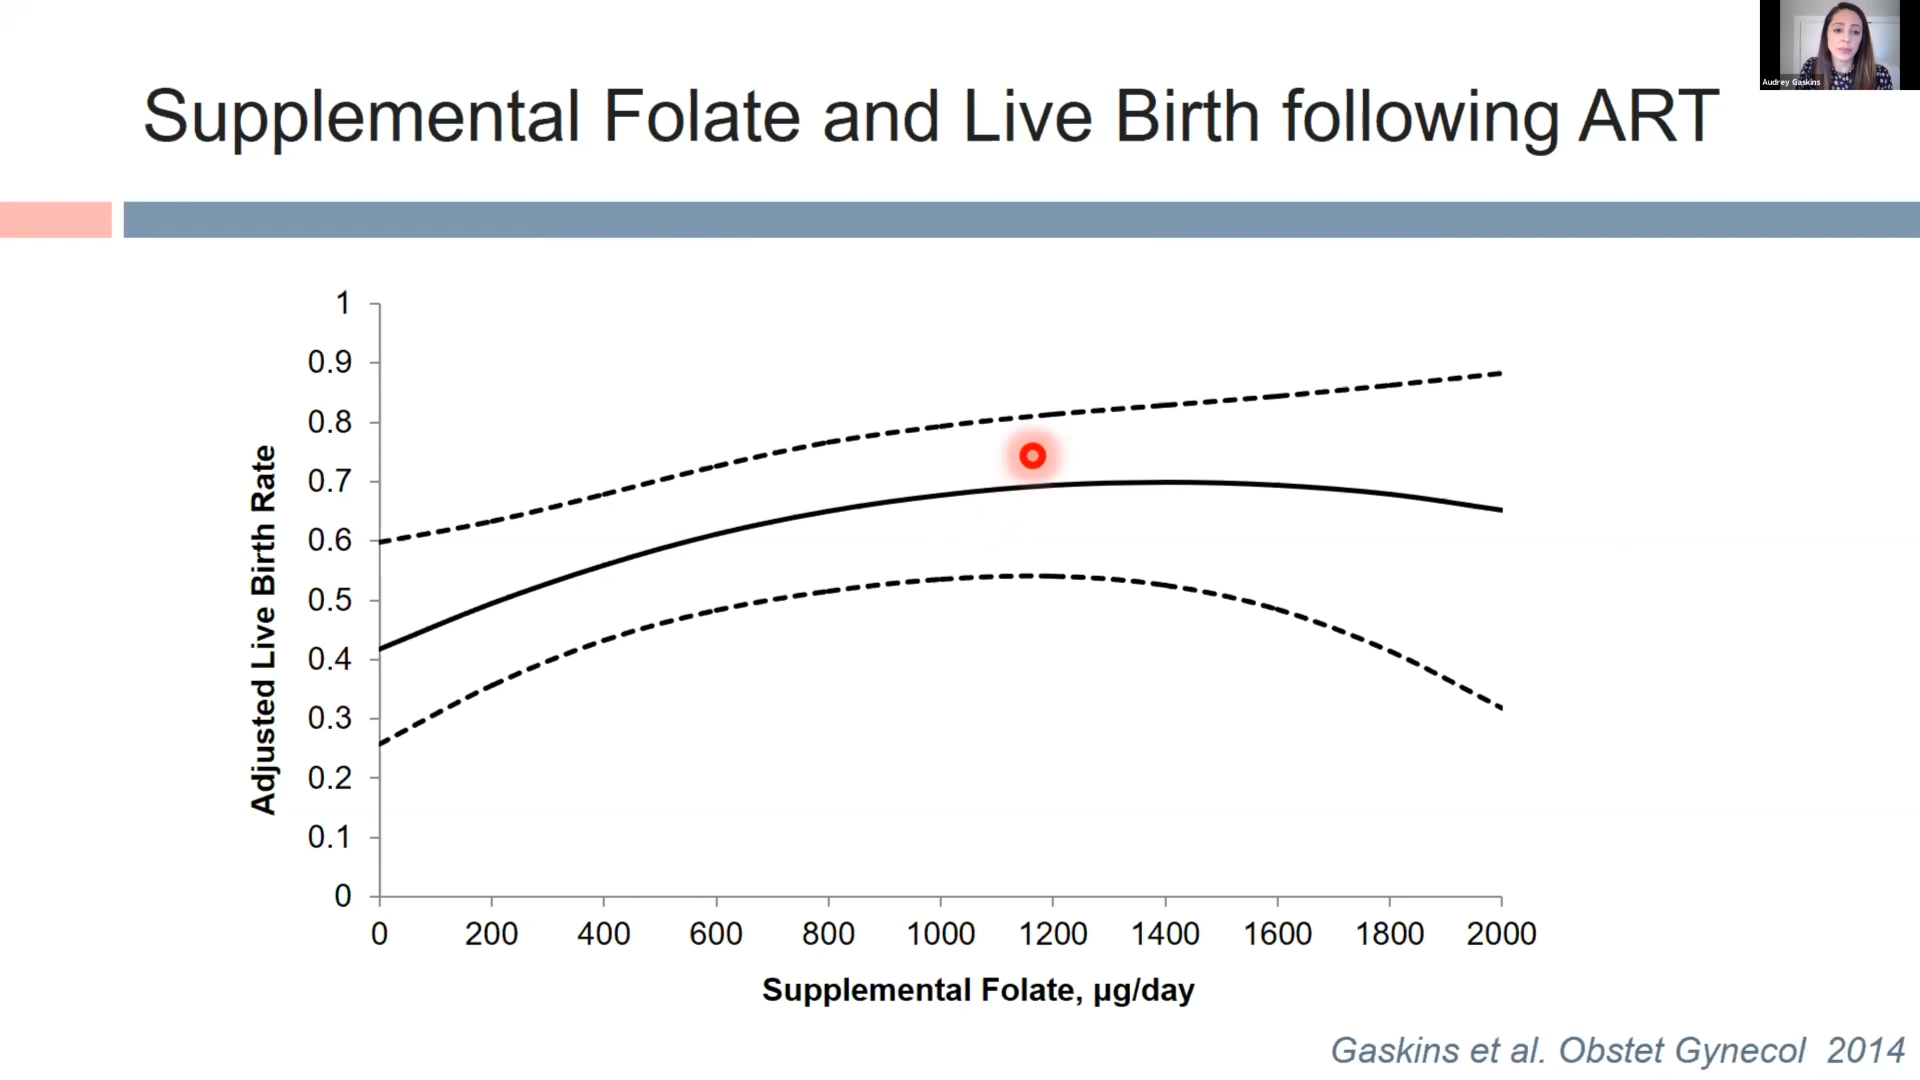 Audrey Gaskins
Supplemental Folate and Live Birth following ART
Adjusted Live Birth Rate
1
0.9
0.8
0.7
0.6
0.5
0.4
0.3
0.2
0.1
0
0 200 400 600 800 1000 1200 1400 1600 1800 2000
Supplemental Folate, µg/day
Gaskins et al. Obstet Gynecol 2014